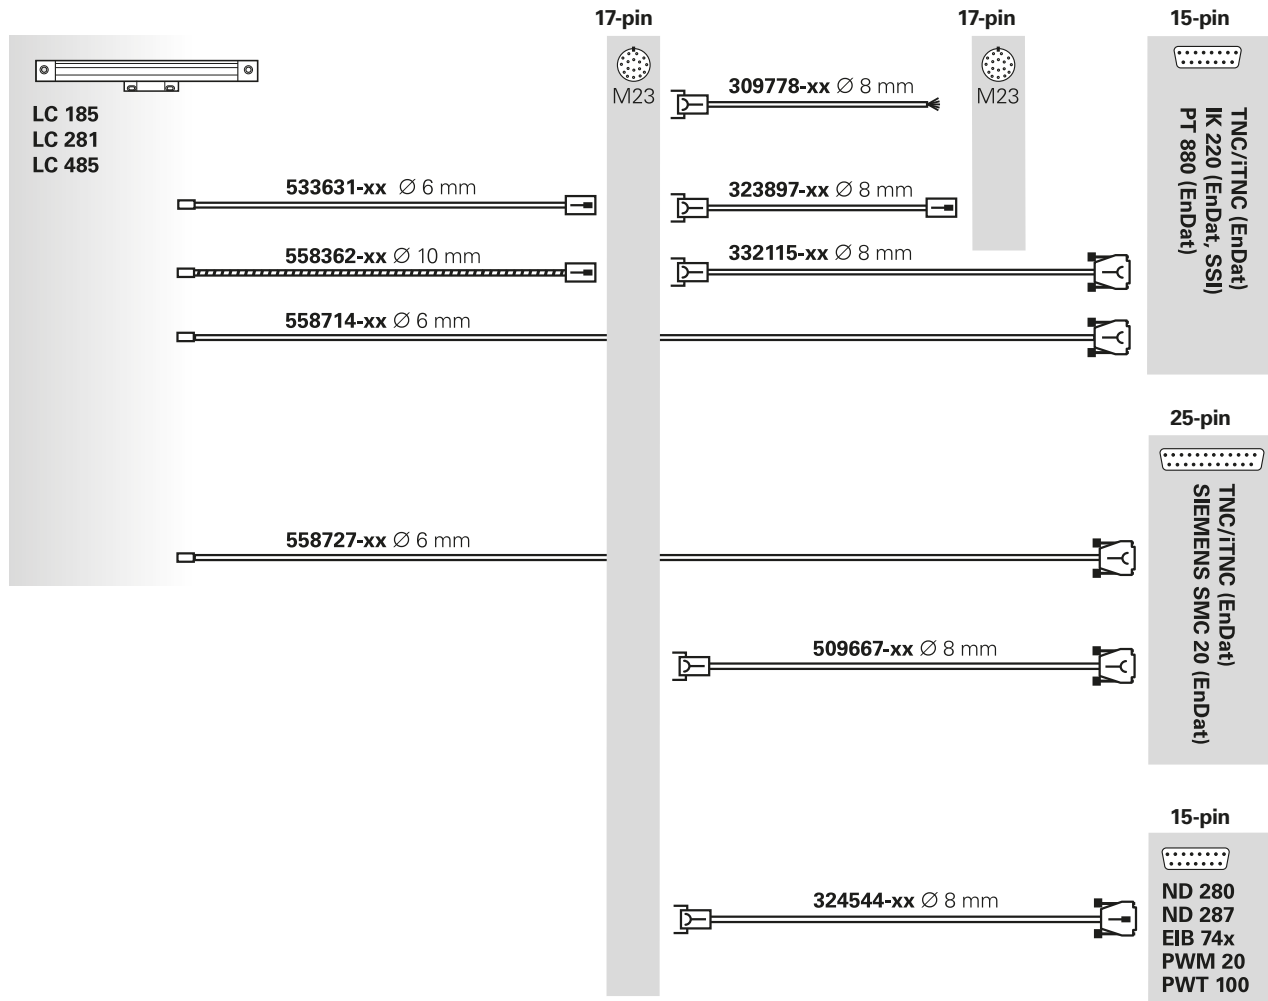 17-pin
17-pin
15-pin
M23
M23
LC 185
LC 281
LC 485
309778-xx Ø 8 mm
533631-xx Ø 6 mm
323897-xx Ø 8 mm
558362-xx Ø 10 mm
332115-xx Ø 8 mm
558714-xx Ø 6 mm
TNC/iTNC (EnDat)
IK 220 (EnDat, SSI)
PT 880 (EnDat)
25-pin
558727-xx Ø 6 mm
TNC/iTNC (EnDat)
SIEMENS SMC 20 (EnDat)
509667-xx Ø 8 mm
15-pin
324544-xx Ø 8 mm
ND 280
ND 287
EIB 74x
PWM 20
PWT 100